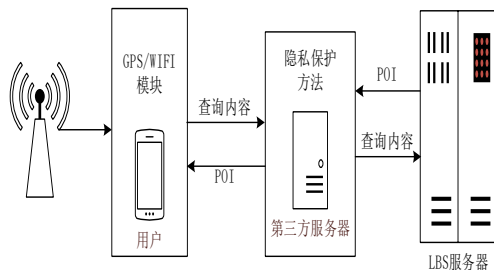 GPS/WIFI
模块
用户
查询内容
POI
隐私保护
方法
第三方服务器
POI
查询内容
LBS服务器